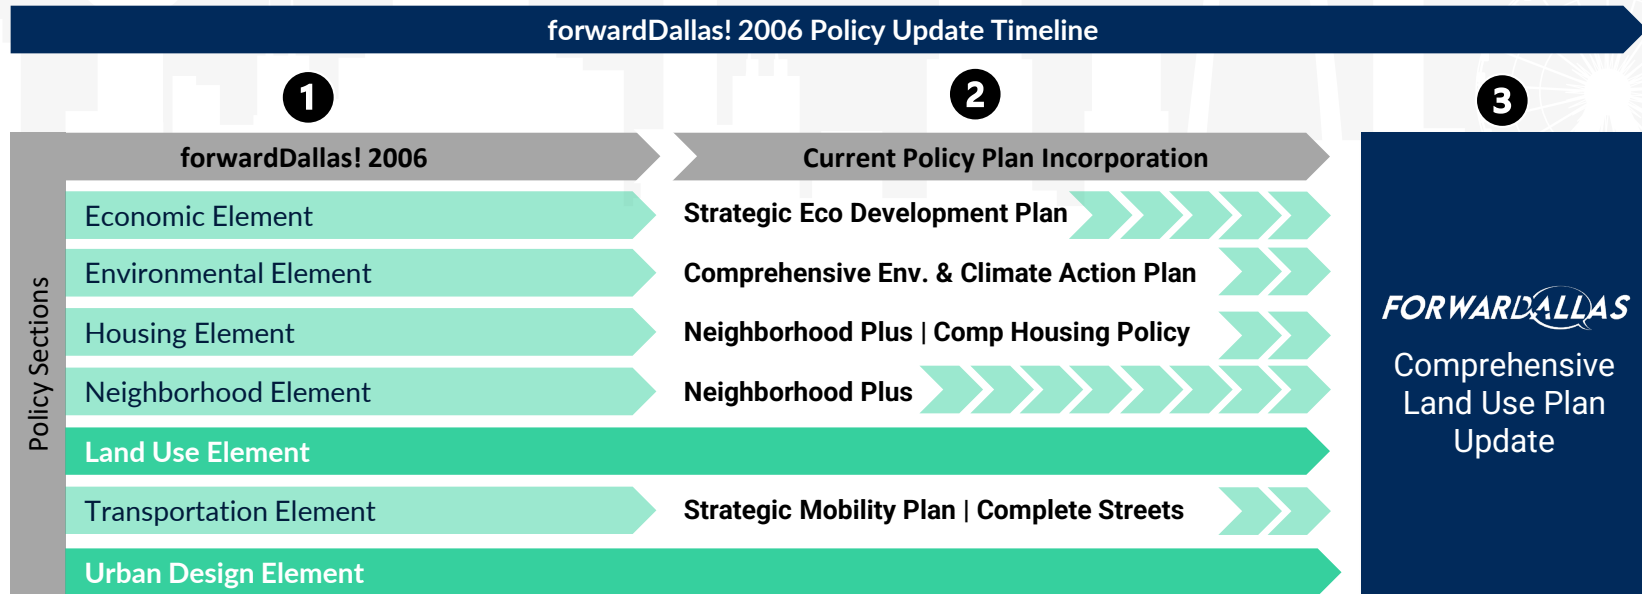 forwardDallas! 2006 Policy Update Timeline
1
2
3
forwardDallas! 2006
Current Policy Plan Incorporation
Policy Sections
Economic Element
Strategic Eco Development Plan
Environmental Element
Comprehensive Env. & Climate Action Plan
Housing Element
Neighborhood Plus | Comp Housing Policy
Neighborhood Element
Neighborhood Plus
Land Use Element
Transportation Element
Strategic Mobility Plan | Complete Streets
Urban Design Element
FORWARDALLAS
Comprehensive
Land Use Plan
Update